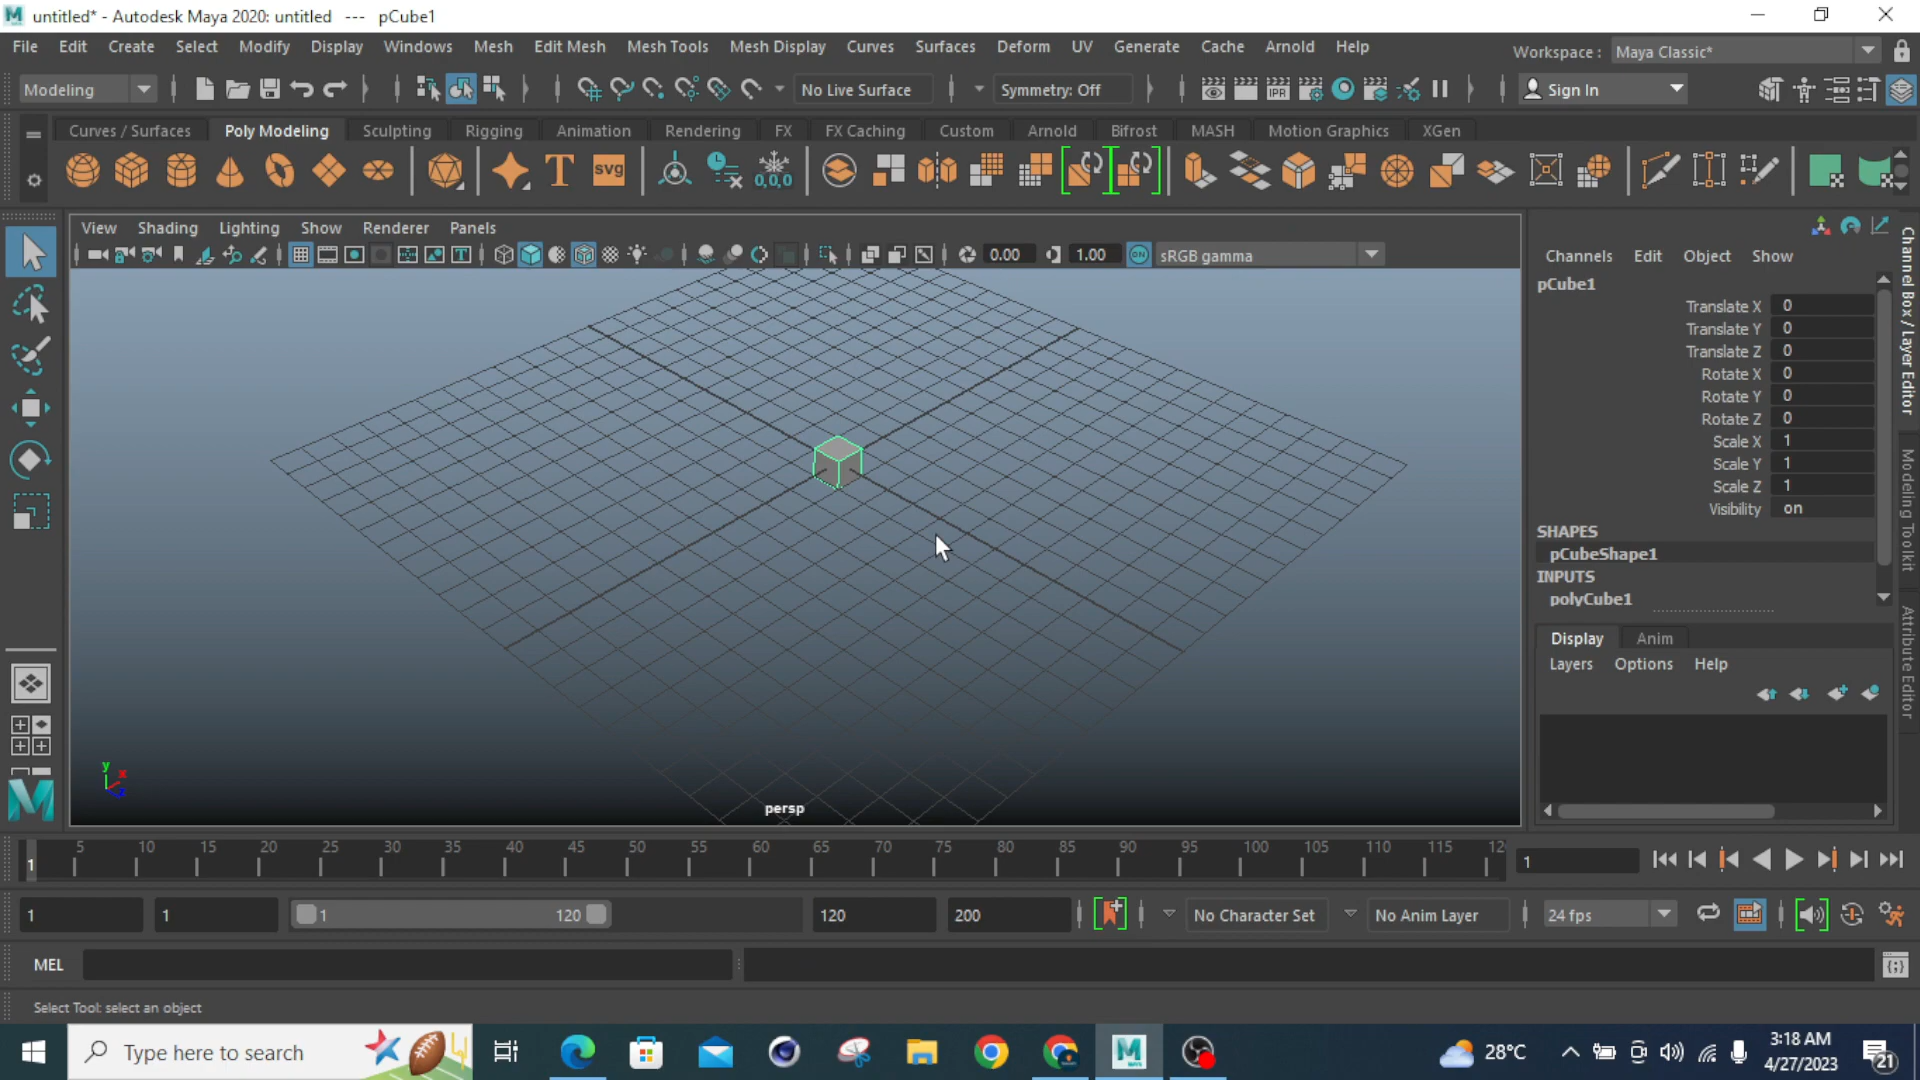 untitled* - Autodesk Maya 2020: untitled --- pCube1
File Edit Create Select Modify Display Windows Mesh Edit Mesh Mesh Tools Mesh Display Curves Surfaces Deform UV Generate Cache Arnold Help
Workspace : Maya Classic*
Modeling No Live Surface Symmetry: Off IPR Sign In
Curves / Surfaces Poly Modeling Sculpting Rigging Animation Rendering FX FX Caching Custom Arnold Bifrost MASH Motion Graphics XGen
T svg 0,0,0
View Shading Lighting Show Renderer Panels
T 0.00 1.00 ON sRGB gamma
Channels Edit Object Show
pCube1
Translate X 0
Translate Y 0
Translate Z 0
Rotate X 0
Rotate Y 0
Rotate Z 0
Scale X 1
Scale Y 1
Scale Z 1
Visibility on
SHAPES
pCubeShape1
INPUTS
polyCube1
Channel Box / Layer Editor
Modeling Toolkit
Attribute Editor
Display Anim
Layers Options Help
y x z
persp
M
1 5 10 15 20 25 30 35 40 45 50 55 60 65 70 75 80 85 90 95 100 105 110 115 12
1
1 1 1 120 120 200 No Character Set No Anim Layer 24 fps
MEL
Select Tool: select an object
Type here to search
M
28°C
3:18 AM
4/27/2023
21